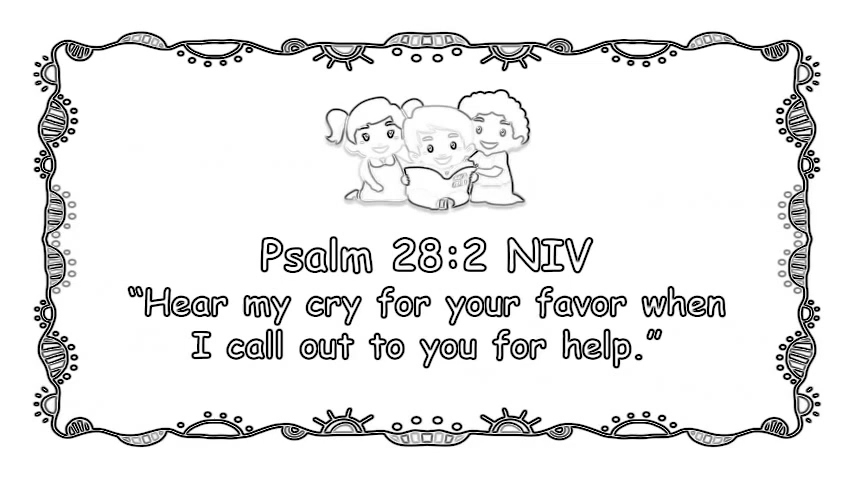 Psalm 28:2 NIV
“Hear my cry for your favor when
I call out to you for help.”